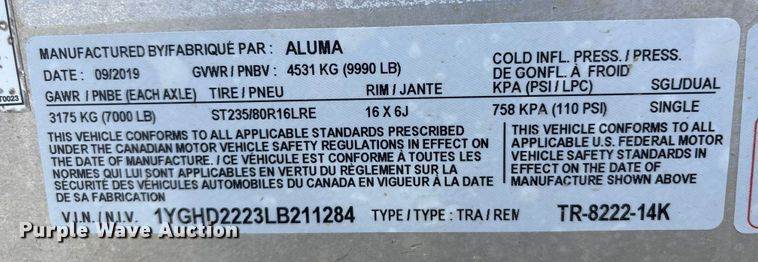 MANUFACTURED BY/FABRIQUÉ PAR : ALUMA
DATE : 09/2019 GVWR / PNBV : 4531 KG (9990 LB)
COLD INFL. PRESS. / PRESS.
DE GONFL. À FROID
GAWR / PNBE (EACH AXLE) TIRE / PNEU RIM / JANTE KPA (PSI / LPC) SGL/DUAL
3175 KG (7000 LB) ST235/80R16LRE 16 X 6J 758 KPA (110 PSI) SINGLE
THIS VEHICLE CONFORMS TO ALL APPLICABLE STANDARDS PRESCRIBED
UNDER THE CANADIAN MOTOR VEHICLE SAFETY REGULATIONS IN EFFECT ON
THE DATE OF MANUFACTURE. / CE VÉHICULE EST CONFORME À TOUTES LES
NORMES QUI LUI SONT APPLICABLES EN VERTU DU RÈGLEMENT SUR LA
SÉCURITÉ DES VÉHICULES AUTOMOBILES DU CANADA EN VIGUEUR À LA DATE
DE SA FABRICATION
THIS VEHICLE CONFORMS TO ALL
APPLICABLE U.S. FEDERAL MOTOR
VEHICLE SAFETY STANDARDS IN
EFFECT ON THE DATE OF
MANUFACTURE SHOWN ABOVE.
V.I.N. / N.I.V. 1YGHD2223LB211284 TYPE / TYPE : TRA / REM TR-8222-14K
Purple Wave Auction